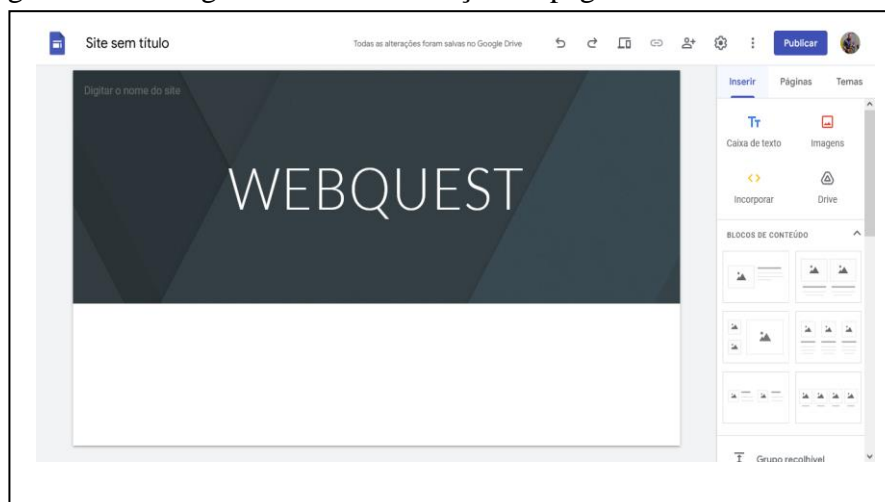 Site sem título
Todas as alterações foram salvas no Google Drive
Publicar
Digitar o nome do site
WEBQUEST
Inserir Páginas Temas
Caixa de texto Imagens
Incorporar Drive
BLOCOS DE CONTEÚDO
Grupo recolhível